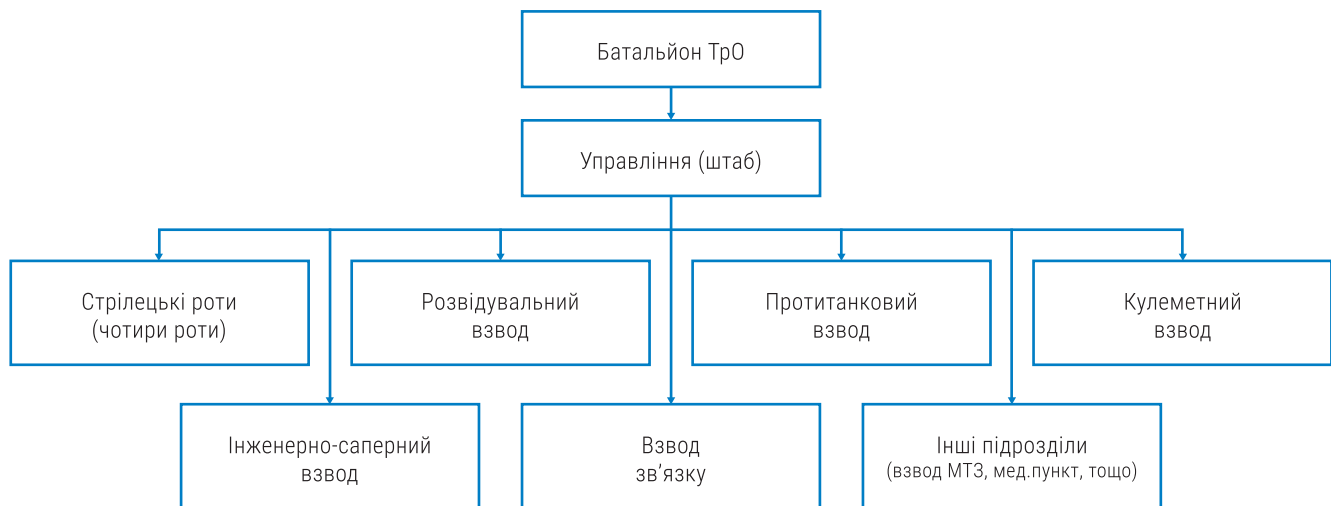 Батальйон ТрО
Управління (штаб)
Стрілецькі роти
(чотири роти)
Розвідувальний
взвод
Протитанковий
взвод
Кулеметний
взвод
Інженерно-саперний
взвод
Взвод
зв’язку
Інші підрозділи
(взвод МТЗ, мед.пункт, тощо)